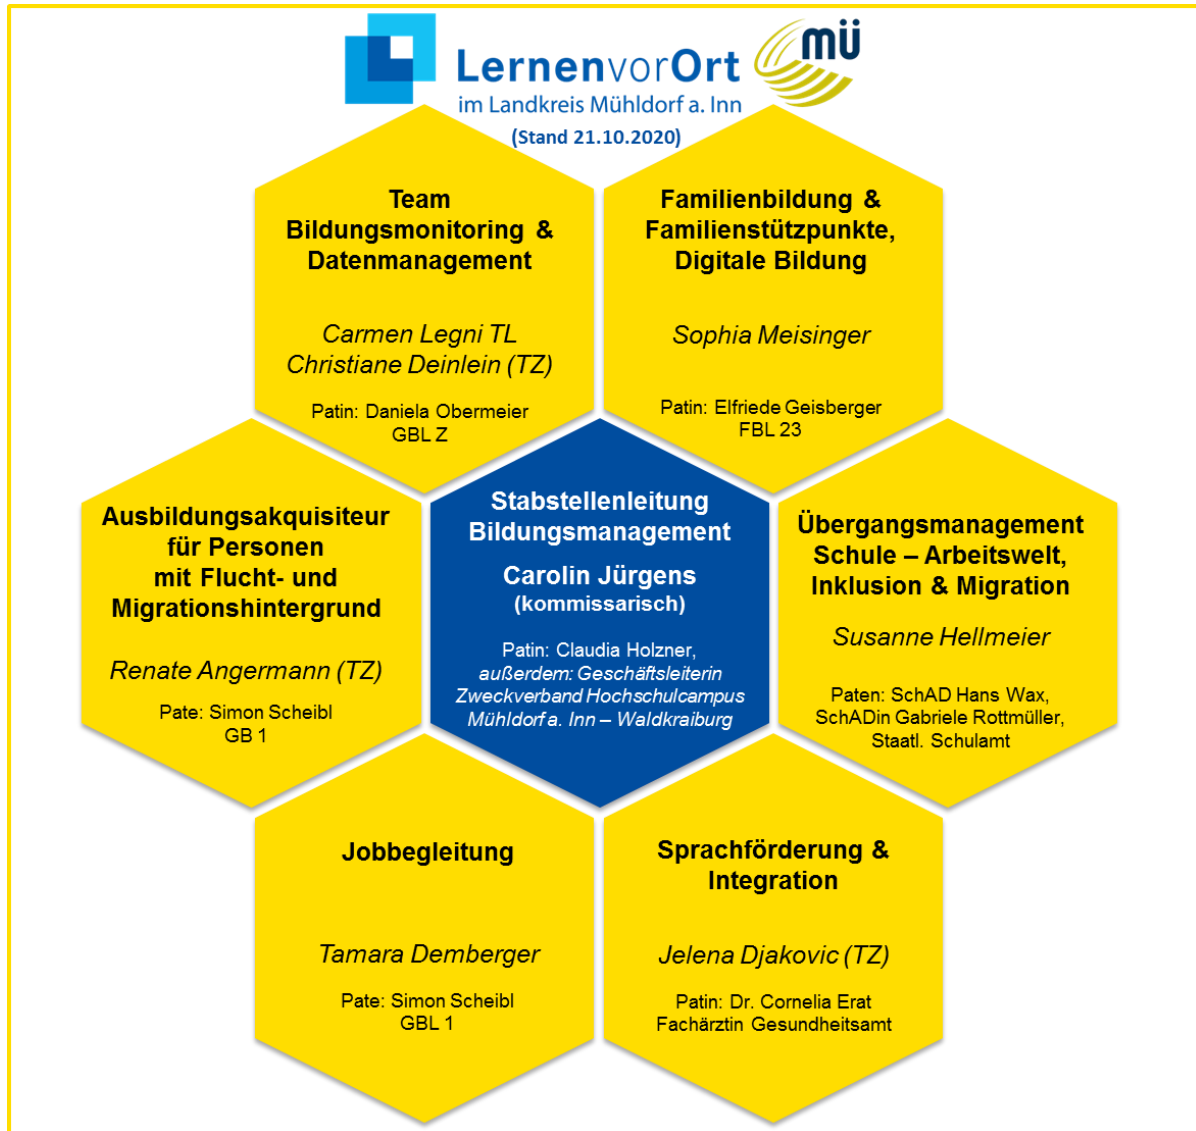 mü
LernenvorOrt
im Landkreis Mühldorf a. Inn
(Stand 21.10.2020)
Team
Bildungsmonitoring &
Datenmanagement
Carmen Legni TL
Christiane Deinlein (TZ)
Patin: Daniela Obermeier
GBL Z
Familienbildung &
Familienstützpunkte,
Digitale Bildung
Sophia Meisinger
Patin: Elfriede Geisberger
FBL 23
Ausbildungsakquisiteur
für Personen
mit Flucht- und
Migrationshintergrund
Renate Angermann (TZ)
Pate: Simon Scheibl
GB 1
Stabstellenleitung
Bildungsmanagement
Carolin Jürgens
(kommissarisch)
Patin: Claudia Holzner,
außerdem: Geschäftsleiterin
Zweckverband Hochschulcampus
Mühldorf a. Inn – Waldkraiburg
Übergangsmanagement
Schule – Arbeitswelt,
Inklusion & Migration
Susanne Hellmeier
Paten: SchAD Hans Wax,
SchADin Gabriele Rottmüller,
Staatl. Schulamt
Jobbegleitung
Tamara Demberger
Pate: Simon Scheibl
GBL 1
Sprachförderung &
Integration
Jelena Djakovic (TZ)
Patin: Dr. Cornelia Erat
Fachärztin Gesundheitsamt